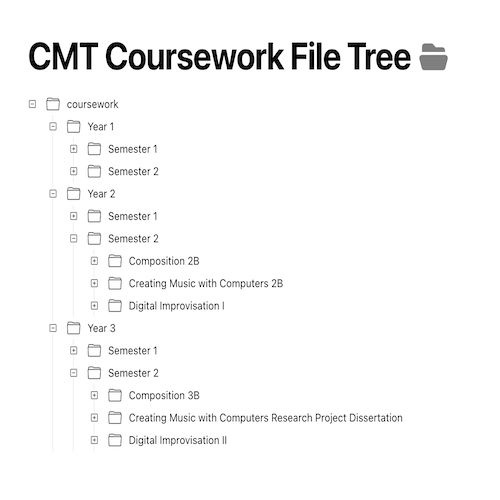 CMT Coursework File Tree
coursework
Year 1
Semester 1
Semester 2
Year 2
Semester 1
Semester 2
Composition 2B
Creating Music with Computers 2B
Digital Improvisation I
Year 3
Semester 1
Semester 2
Composition 3B
Creating Music with Computers Research Project Dissertation
Digital Improvisation II